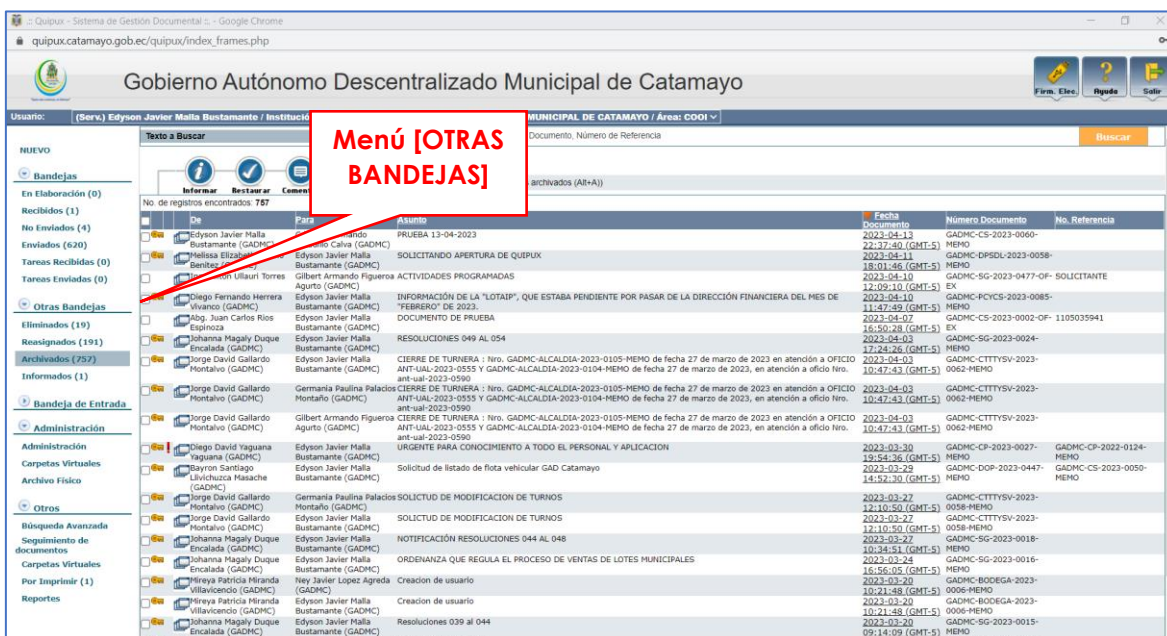 .: Quipux - Sistema de Gestión Documental :. - Google Chrome
quipux.catamayo.gob.ec/quipux/index_frames.php
Gobierno Autónomo Descentralizado Municipal de Catamayo
Firm. Elec.
Ayuda
Salir
Usuario:
(Serv.) Edyson Javier Malla Bustamante / Institució
MUNICIPAL DE CATAMAYO / Área: COOI
Texto a Buscar
Documento, Número de Referencia
Buscar
Menú [OTRAS
BANDEJAS]
NUEVO
Bandejas
En Elaboración (0)
Recibidos (1)
No Enviados (4)
Enviados (620)
Tareas Recibidas (0)
Tareas Enviadas (0)
Otras Bandejas
Eliminados (19)
Reasignados (191)
Archivados (757)
Informados (1)
Bandeja de Entrada
Administración
Administración
Carpetas Virtuales
Archivo Físico
Otros
Búsqueda Avanzada
Seguimiento de
documentos
Carpetas Virtuales
Por Imprimir (1)
Reportes
Informar Restaurar
archivados (Alt+A))
No. de registros encontrados: 757
De Para Asunto Fecha Documento Número Documento No. Referencia
Edyson Javier Malla Bustamante (GADMC) Calva (GADMC) PRUEBA 13-04-2023 2023-04-13 22:37:40 (GMT-5) GADMC-CS-2023-0060-MEMO
Melissa Benitez Edyson Javier Malla Bustamante (GADMC) SOLICITANDO APERTURA DE QUIPUX 2023-04-11 18:01:46 (GMT-5) GADMC-DPSDL-2023-0058-MEMO
Ullauri Torres Gilbert Armando Figueroa Agurto (GADMC) ACTIVIDADES PROGRAMADAS 2023-04-10 12:09:10 (GMT-5) GADMC-SG-2023-0477-OF-EX SOLICITANTE
Diego Fernando Herrera Vivanco (GADMC) Edyson Javier Malla Bustamante (GADMC) INFORMACIÓN DE LA "LOTAIP", QUE ESTABA PENDIENTE POR PASAR DE LA DIRECCIÓN FINANCIERA DEL MES DE "FEBRERO" DE 2023. 2023-04-10 11:47:49 (GMT-5) GADMC-PCYCS-2023-0085-MEMO
Abg. Juan Carlos Rios Espinoza Edyson Javier Malla Bustamante (GADMC) DOCUMENTO DE PRUEBA 2023-04-07 16:50:28 (GMT-5) GADMC-CS-2023-0002-OF-EX 1105035941
Johanna Magaly Duque Encalada (GADMC) Edyson Javier Malla Bustamante (GADMC) RESOLUCIONES 049 AL 054 2023-04-03 17:24:26 (GMT-5) GADMC-SG-2023-0024-MEMO
Jorge David Gallardo Montalvo (GADMC) Edyson Javier Malla Bustamante (GADMC) CIERRE DE TURNERA : Nro. GADMC-ALCALDIA-2023-0105-MEMO de fecha 27 de marzo de 2023 en atención a OFICIO ANT-UAL-2023-0555 Y GADMC-ALCALDIA-2023-0104-MEMO de fecha 27 de marzo de 2023, en atención a oficio Nro. ant-ual-2023-0590 2023-04-03 10:47:43 (GMT-5) GADMC-CTTTYSV-2023-0062-MEMO
Jorge David Gallardo Montalvo (GADMC) Germania Paulina Palacios Montaño (GADMC) CIERRE DE TURNERA : Nro. GADMC-ALCALDIA-2023-0105-MEMO de fecha 27 de marzo de 2023 en atención a OFICIO ANT-UAL-2023-0555 Y GADMC-ALCALDIA-2023-0104-MEMO de fecha 27 de marzo de 2023, en atención a oficio Nro. ant-ual-2023-0590 2023-04-03 10:47:43 (GMT-5) GADMC-CTTTYSV-2023-0062-MEMO
Jorge David Gallardo Montalvo (GADMC) Gilbert Armando Figueroa Agurto (GADMC) CIERRE DE TURNERA : Nro. GADMC-ALCALDIA-2023-0105-MEMO de fecha 27 de marzo de 2023 en atención a OFICIO ANT-UAL-2023-0555 Y GADMC-ALCALDIA-2023-0104-MEMO de fecha 27 de marzo de 2023, en atención a oficio Nro. ant-ual-2023-0590 2023-04-03 10:47:43 (GMT-5) GADMC-CTTTYSV-2023-0062-MEMO
Diego David Yaguana Yaguana (GADMC) Edyson Javier Malla Bustamante (GADMC) URGENTE PARA CONOCIMIENTO A TODO EL PERSONAL Y APLICACION 2023-03-30 19:54:36 (GMT-5) GADMC-CP-2023-0027-MEMO GADMC-CP-2022-0124-MEMO
Bayron Santiago Llivichuzca Masache (GADMC) Edyson Javier Malla Bustamante (GADMC) Solicitud de listado de flota vehicular GAD Catamayo 2023-03-29 14:52:30 (GMT-5) GADMC-DOP-2023-0447-MEMO GADMC-CS-2023-0050-MEMO
Jorge David Gallardo Montalvo (GADMC) Germania Paulina Palacios Montaño (GADMC) SOLICTUD DE MODIFICACION DE TURNOS 2023-03-27 12:10:50 (GMT-5) GADMC-CTTTYSV-2023-0058-MEMO
Jorge David Gallardo Montalvo (GADMC) Edyson Javier Malla Bustamante (GADMC) SOLICTUD DE MODIFICACION DE TURNOS 2023-03-27 12:10:50 (GMT-5) GADMC-CTTTYSV-2023-0058-MEMO
Johanna Magaly Duque Encalada (GADMC) Edyson Javier Malla Bustamante (GADMC) NOTIFICACIÓN RESOLUCIONES 044 AL 048 2023-03-27 10:34:51 (GMT-5) GADMC-SG-2023-0018-MEMO
Johanna Magaly Duque Encalada (GADMC) Edyson Javier Malla Bustamante (GADMC) ORDENANZA QUE REGULA EL PROCESO DE VENTAS DE LOTES MUNICIPALES 2023-03-24 16:56:05 (GMT-5) GADMC-SG-2023-0016-MEMO
Mireya Patricia Miranda Villavicencio (GADMC) Ney Javier Lopez Agreda (GADMC) Creacion de usuario 2023-03-20 10:21:48 (GMT-5) GADMC-BODEGA-2023-0006-MEMO
Mireya Patricia Miranda Villavicencio (GADMC) Edyson Javier Malla Bustamante (GADMC) Creacion de usuario 2023-03-20 10:21:48 (GMT-5) GADMC-BODEGA-2023-0006-MEMO
Johanna Magaly Duque Encalada (GADMC) Edyson Javier Malla Bustamante (GADMC) Resoluciones 039 al 044 2023-03-20 09:14:09 (GMT-5) GADMC-SG-2023-0015-MEMO